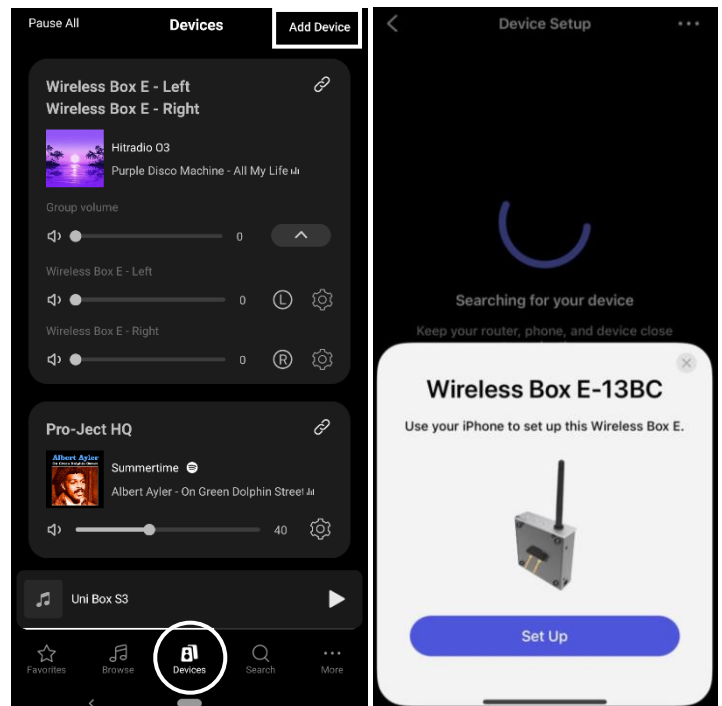 Pause All
Devices
Add Device
Wireless Box E - Left
Wireless Box E - Right
Hitradio O3
Purple Disco Machine - All My Life
Group volume
0
Wireless Box E - Left
0
L
Wireless Box E - Right
0
R
Pro-Ject HQ
Albert Ayler
Summertime
Albert Ayler - On Green Dolphin Street
40
Uni Box S3
Favorites
Browse
Devices
Search
More
Device Setup
Searching for your device
Keep your router, phone, and device close
Wireless Box E-13BC
Use your iPhone to set up this Wireless Box E.
Set Up